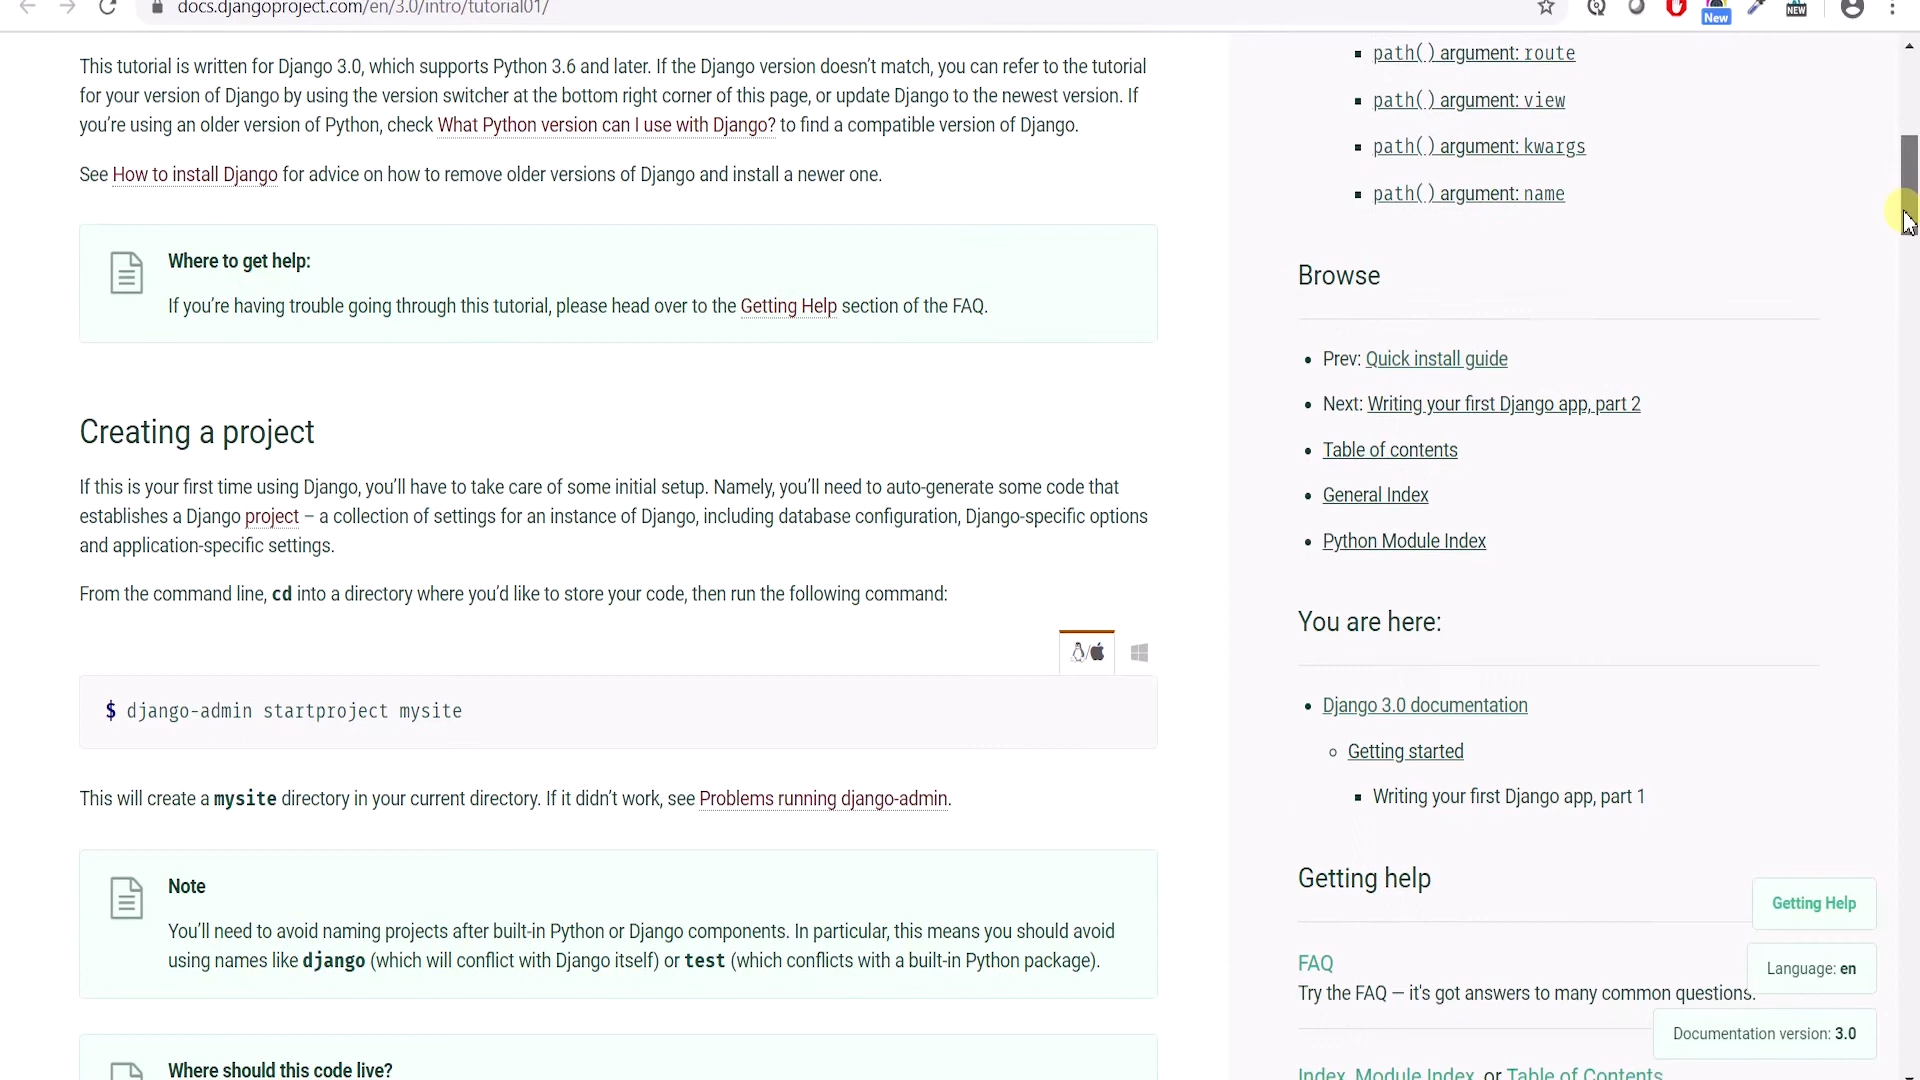 docs.djangoproject.com/en/3.0/intro/tutorial01/
New
NEW
This tutorial is written for Django 3.0, which supports Python 3.6 and later. If the Django version doesn’t match, you can refer to the tutorial
for your version of Django by using the version switcher at the bottom right corner of this page, or update Django to the newest version. If
you’re using an older version of Python, check What Python version can I use with Django? to find a compatible version of Django.
See How to install Django for advice on how to remove older versions of Django and install a newer one.
Where to get help:
If you’re having trouble going through this tutorial, please head over to the Getting Help section of the FAQ.
Creating a project
If this is your first time using Django, you’ll have to take care of some initial setup. Namely, you’ll need to auto-generate some code that
establishes a Django project – a collection of settings for an instance of Django, including database configuration, Django-specific options
and application-specific settings.
From the command line, cd into a directory where you’d like to store your code, then run the following command:
$ django-admin startproject mysite
This will create a mysite directory in your current directory. If it didn’t work, see Problems running django-admin.
Note
You’ll need to avoid naming projects after built-in Python or Django components. In particular, this means you should avoid
using names like django (which will conflict with Django itself) or test (which conflicts with a built-in Python package).
Where should this code live?
path() argument: route
path() argument: view
path() argument: kwargs
path() argument: name
Browse
Prev: Quick install guide
Next: Writing your first Django app, part 2
Table of contents
General Index
Python Module Index
You are here:
Django 3.0 documentation
Getting started
Writing your first Django app, part 1
Getting help
Getting Help
FAQ
Language: en
Try the FAQ — it's got answers to many common questions.
Documentation version: 3.0
Index, Module Index, or Table of Contents